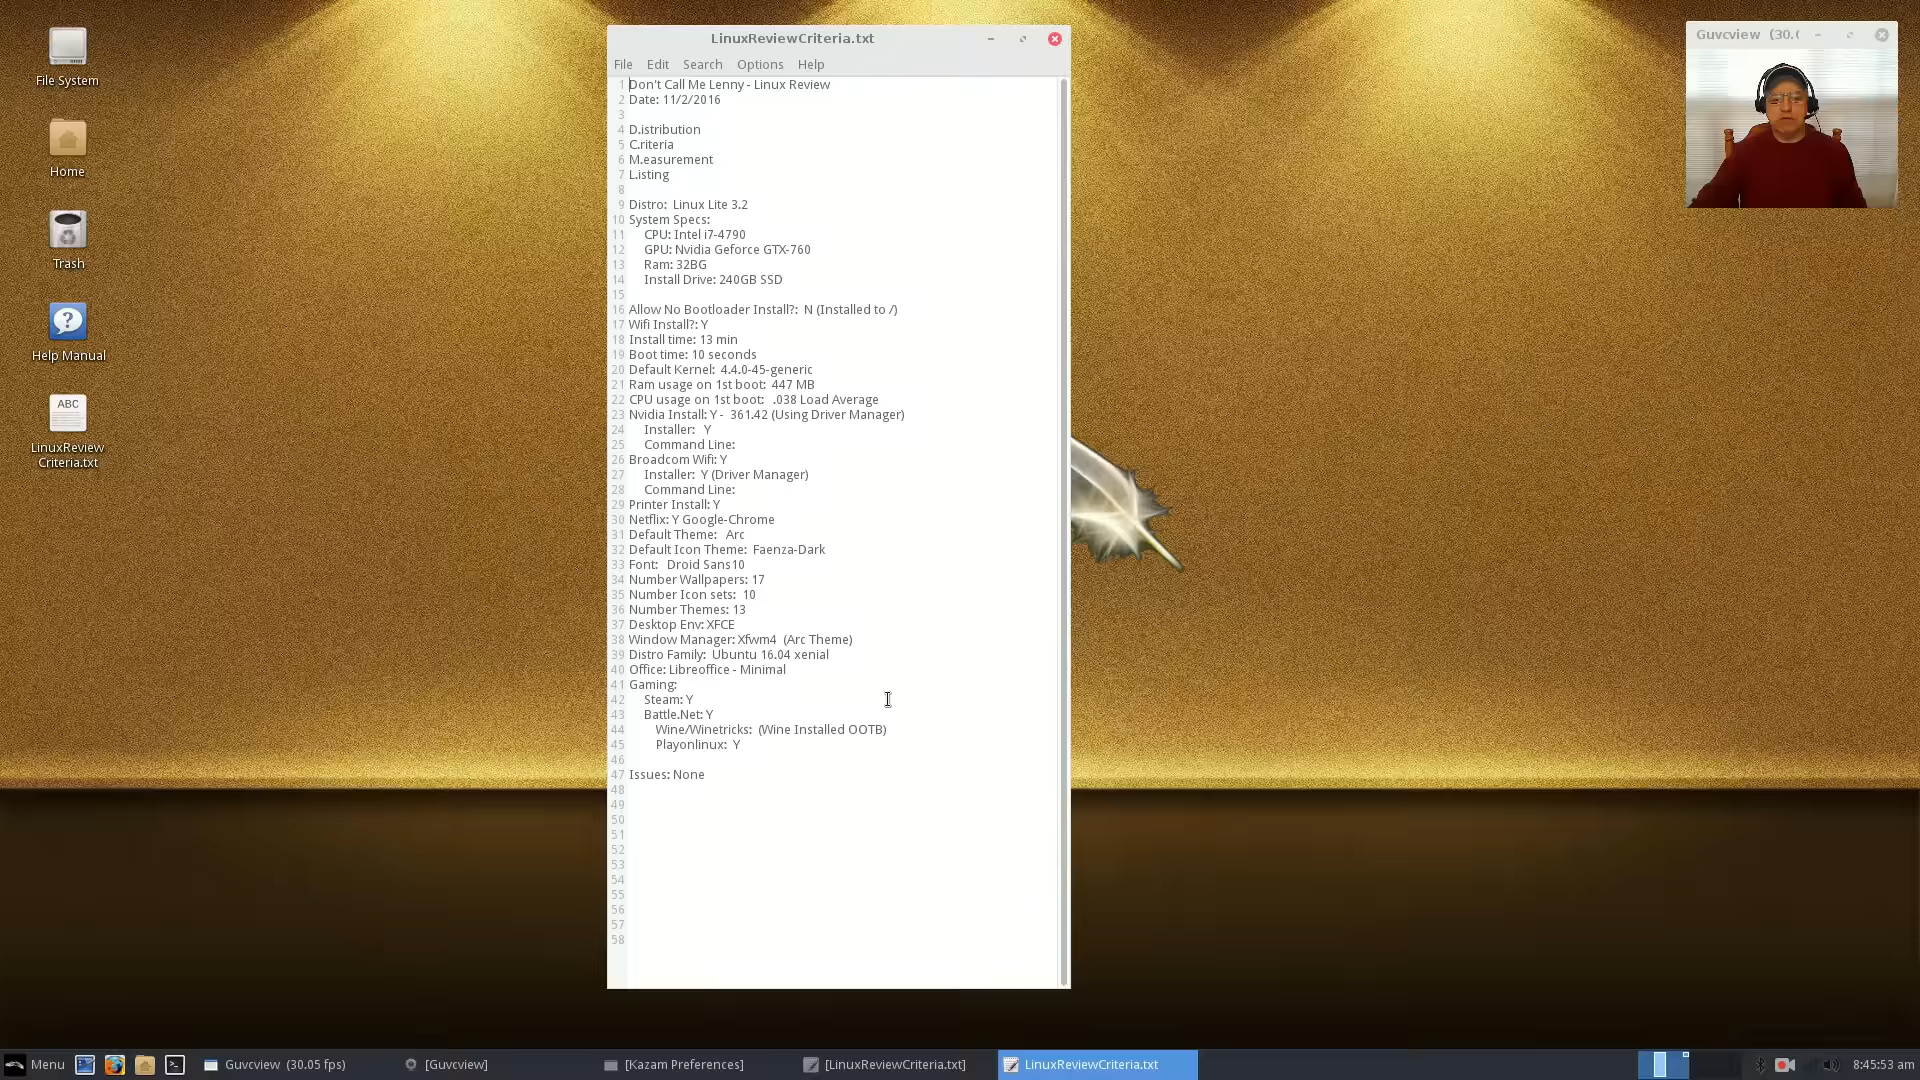 File System
Home
Trash
Help Manual
ABC
LinuxReview
Criteria.txt
LinuxReviewCriteria.txt
File Edit Search Options Help
1 Don't Call Me Lenny - Linux Review
2 Date: 11/2/2016
3
4 D.istribution
5 C.riteria
6 M.easurement
7 L.isting
8
9 Distro: Linux Lite 3.2
10 System Specs:
11 CPU: Intel i7-4790
12 GPU: Nvidia Geforce GTX-760
13 Ram: 32BG
14 Install Drive: 240GB SSD
15
16 Allow No Bootloader Install?: N (Installed to /)
17 Wifi Install?: Y
18 Install time: 13 min
19 Boot time: 10 seconds
20 Default Kernel: 4.4.0-45-generic
21 Ram usage on 1st boot: 447 MB
22 CPU usage on 1st boot: .038 Load Average
23 Nvidia Install: Y - 361.42 (Using Driver Manager)
24 Installer: Y
25 Command Line:
26 Broadcom Wifi: Y
27 Installer: Y (Driver Manager)
28 Command Line:
29 Printer Install: Y
30 Netflix: Y Google-Chrome
31 Default Theme: Arc
32 Default Icon Theme: Faenza-Dark
33 Font: Droid Sans10
34 Number Wallpapers: 17
35 Number Icon sets: 10
36 Number Themes: 13
37 Desktop Env: XFCE
38 Window Manager: Xfwm4 (Arc Theme)
39 Distro Family: Ubuntu 16.04 xenial
40 Office: Libreoffice - Minimal
41 Gaming:
42 Steam: Y
43 Battle.Net: Y
44 Wine/Winetricks: (Wine Installed OOTB)
45 Playonlinux: Y
46
47 Issues: None
48
49
50
51
52
53
54
55
56
57
58
Guvcview (30.(
Menu Guvcview (30.05 fps) [Guvcview] [Kazam Preferences] [LinuxReviewCriteria.txt] LinuxReviewCriteria.txt 8:45:53 am